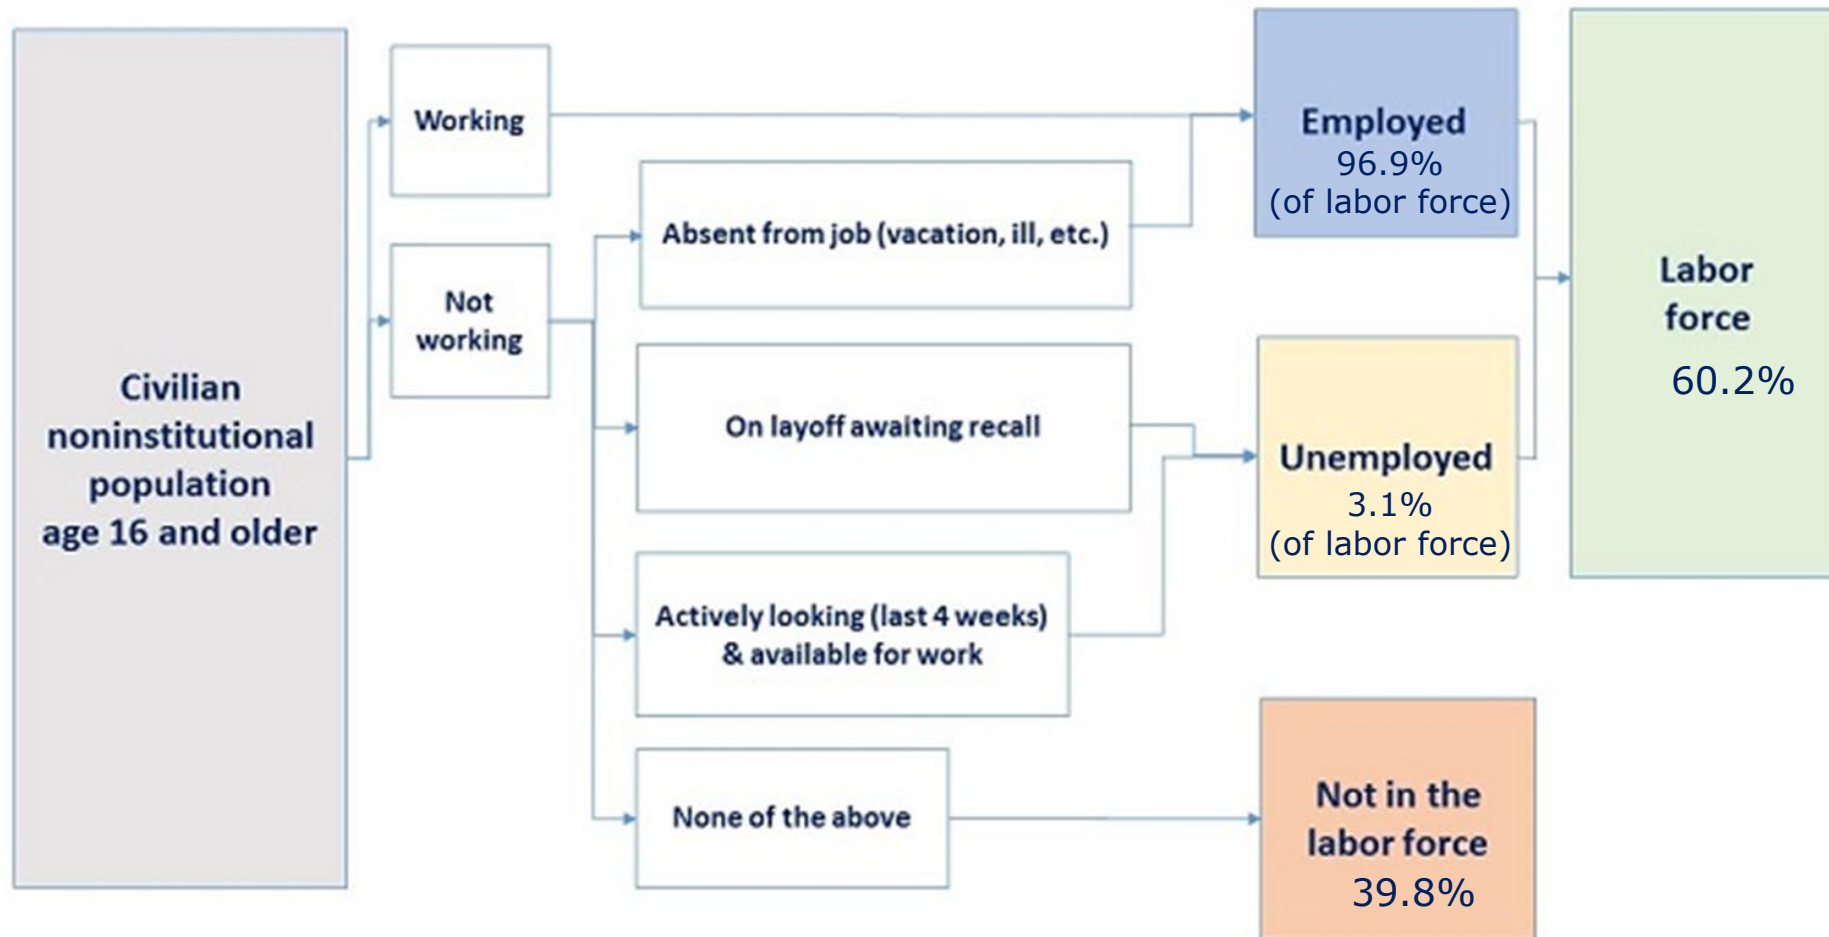 Civilian
noninstitutional
population
age 16 and older
Working
Not
working
Absent from job (vacation, ill, etc.)
On layoff awaiting recall
Actively looking (last 4 weeks)
& available for work
None of the above
Employed
96.9%
(of labor force)
Unemployed
3.1%
(of labor force)
Not in the
labor force
39.8%
Labor
force
60.2%